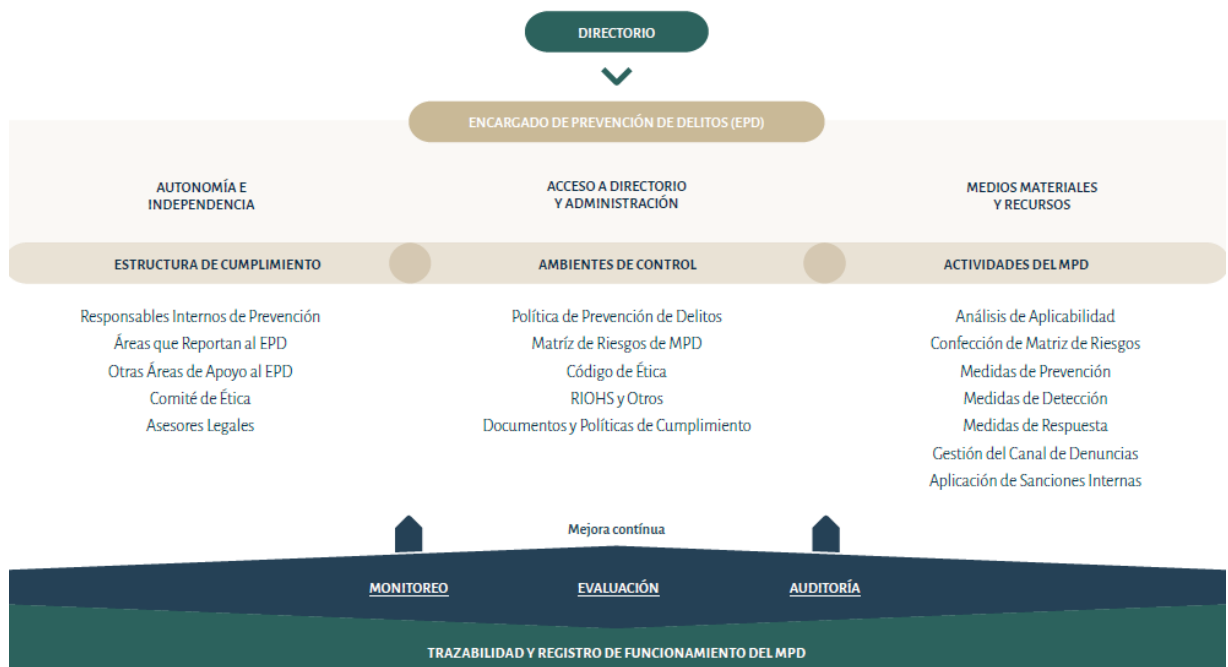 DIRECTORIO
ENCARGADO DE PREVENCIÓN DE DELITOS (EPD)
AUTONOMÍA E
INDEPENDENCIA
ACCESO A DIRECTORIO
Y ADMINISTRACIÓN
MEDIOS MATERIALES
Y RECURSOS
ESTRUCTURA DE CUMPLIMIENTO
Responsables Internos de Prevención
Áreas que Reportan al EPD
Otras Áreas de Apoyo al EPD
Comité de Ética
Asesores Legales
AMBIENTES DE CONTROL
Política de Prevención de Delitos
Matríz de Riesgos de MPD
Código de Ética
RIOHS y Otros
Documentos y Políticas de Cumplimiento
ACTIVIDADES DEL MPD
Análisis de Aplicabilidad
Confección de Matriz de Riesgos
Medidas de Prevención
Medidas de Detección
Medidas de Respuesta
Gestión del Canal de Denuncias
Aplicación de Sanciones Internas
Mejora contínua
MONITOREO
EVALUACIÓN
AUDITORÍA
TRAZABILIDAD Y REGISTRO DE FUNCIONAMIENTO DEL MPD